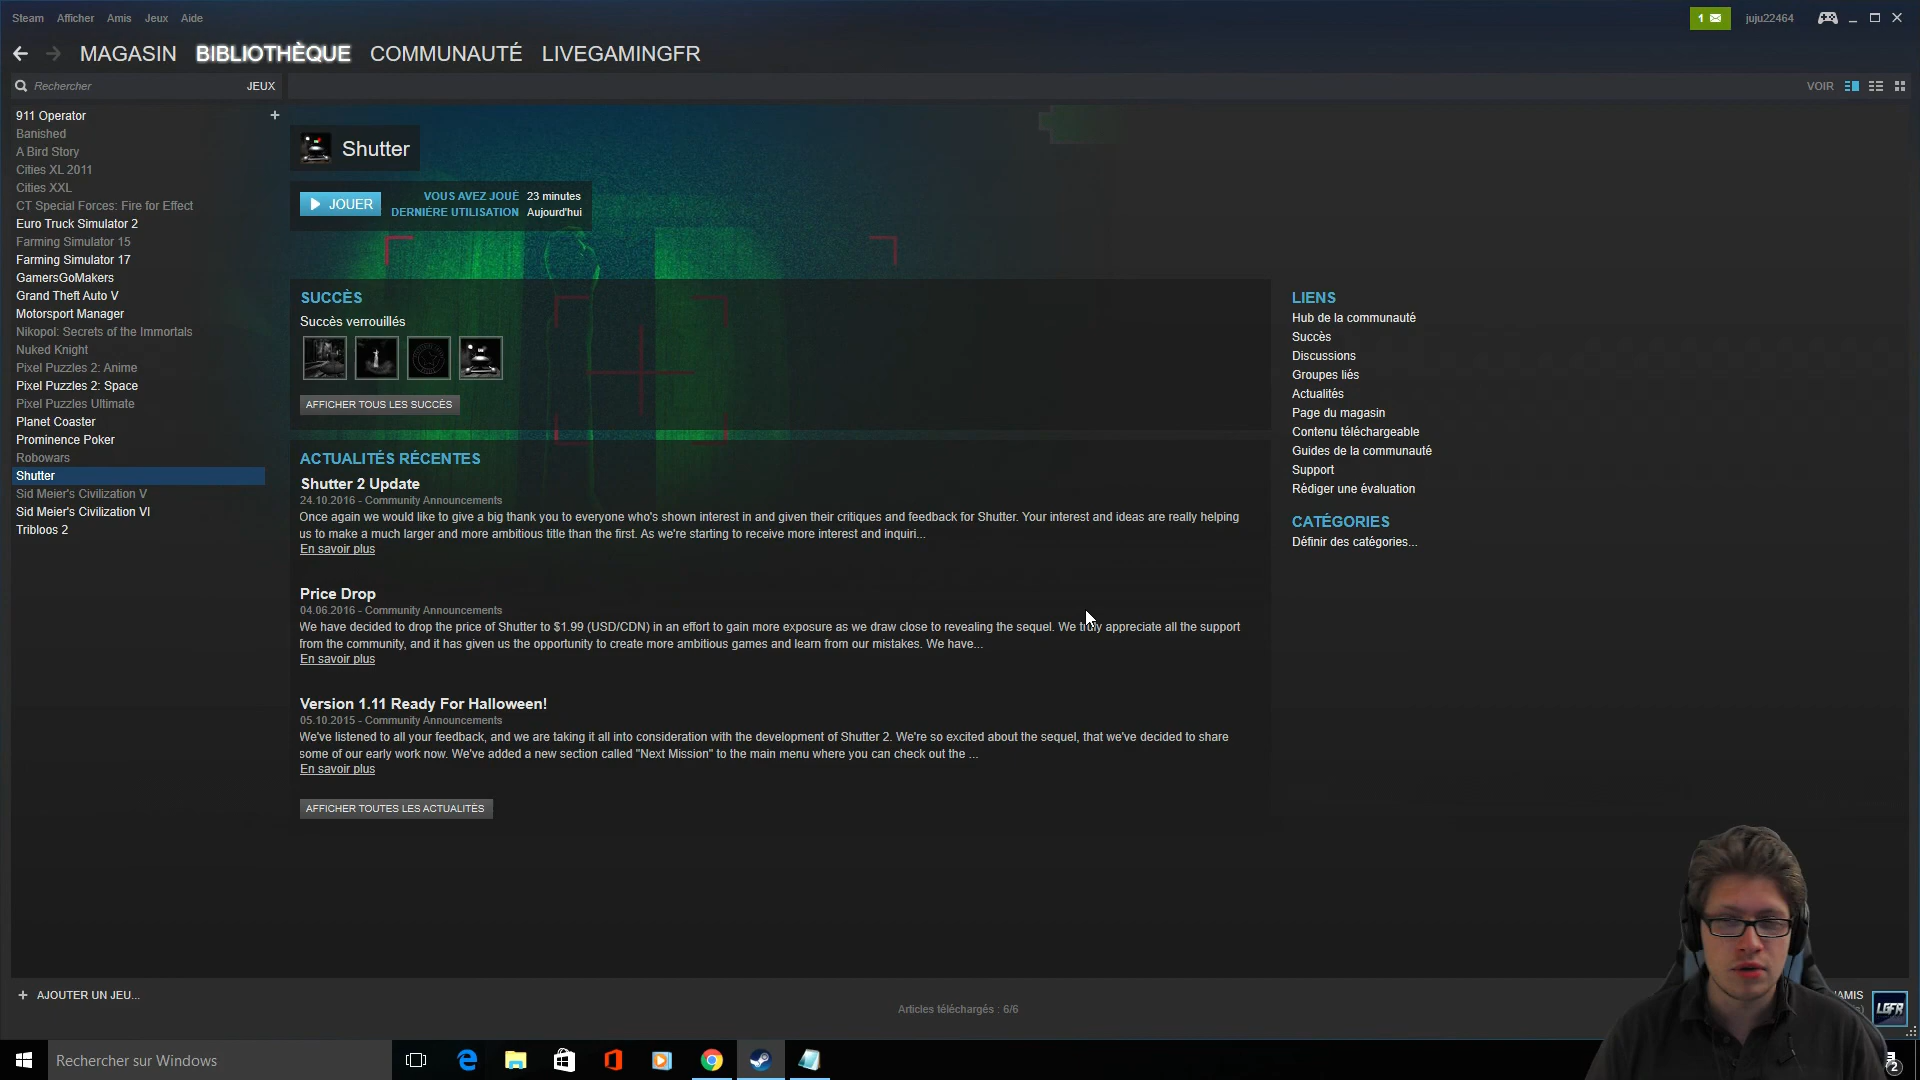 Steam Afficher Amis Jeux Aide
1 juju22464
MAGASIN BIBLIOTHÈQUE COMMUNAUTÉ LIVEGAMINGFR
Rechercher JEUX
VOIR
911 Operator +
Banished
A Bird Story
Cities XL 2011
Cities XXL
CT Special Forces: Fire for Effect
Euro Truck Simulator 2
Farming Simulator 15
Farming Simulator 17
GamersGoMakers
Grand Theft Auto V
Motorsport Manager
Nikopol: Secrets of the Immortals
Nuked Knight
Pixel Puzzles 2: Anime
Pixel Puzzles 2: Space
Pixel Puzzles Ultimate
Planet Coaster
Prominence Poker
Robowars
Shutter
Sid Meier's Civilization V
Sid Meier's Civilization VI
Tribloos 2
Shutter
JOUER
VOUS AVEZ JOUÉ 23 minutes
DERNIÈRE UTILISATION Aujourd'hui
SUCCÈS
Succès verrouillés
AFFICHER TOUS LES SUCCÈS
ACTUALITÉS RÉCENTES
Shutter 2 Update
24.10.2016 - Community Announcements
Once again we would like to give a big thank you to everyone who's shown interest in and given their critiques and feedback for Shutter. Your interest and ideas are really helping
us to make a much larger and more ambitious title than the first. As we're starting to receive more interest and inquiri...
En savoir plus
Price Drop
04.06.2016 - Community Announcements
We have decided to drop the price of Shutter to $1.99 (USD/CDN) in an effort to gain more exposure as we draw close to revealing the sequel. We truly appreciate all the support
from the community, and it has given us the opportunity to create more ambitious games and learn from our mistakes. We have...
En savoir plus
Version 1.11 Ready For Halloween!
05.10.2015 - Community Announcements
We've listened to all your feedback, and we are taking it all into consideration with the development of Shutter 2. We're so excited about the sequel, that we've decided to share
some of our early work now. We've added a new section called "Next Mission" to the main menu where you can check out the ...
En savoir plus
AFFICHER TOUTES LES ACTUALITÉS
LIENS
Hub de la communauté
Succès
Discussions
Groupes liés
Actualités
Page du magasin
Contenu téléchargeable
Guides de la communauté
Support
Rédiger une évaluation
CATÉGORIES
Définir des catégories...
+ AJOUTER UN JEU...
Articles téléchargés : 6/6
'AMIS
LGFR
Rechercher sur Windows
2